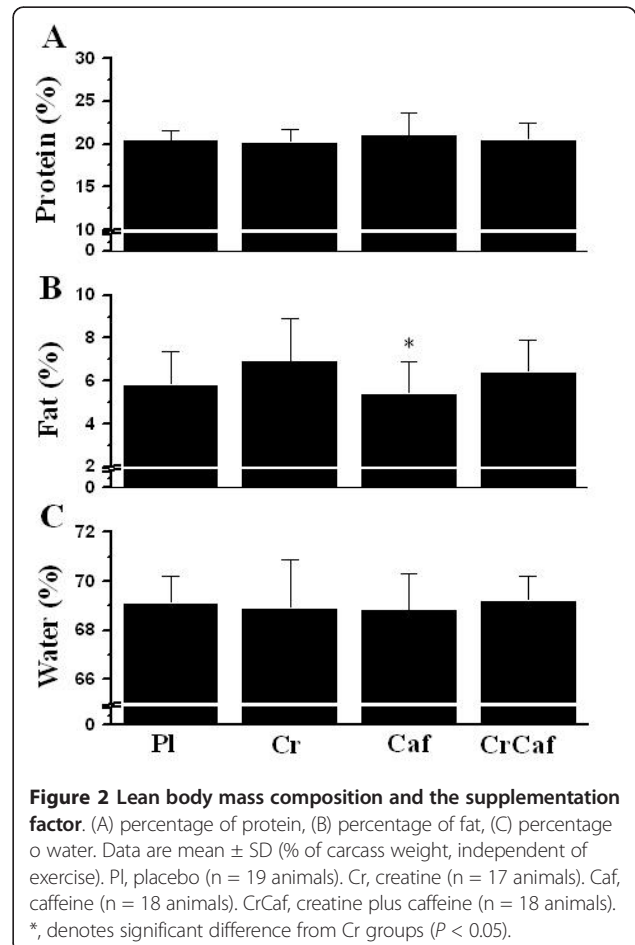 A
Protein (%)
30
25
20
15
10
0
B
Fat (%)
10
8
6
4
2
0
*
C
Water (%)
72
70
68
66
0
Pl Cr Caf CrCaf
Figure 2 Lean body mass composition and the supplementation
factor. (A) percentage of protein, (B) percentage of fat, (C) percentage
o water. Data are mean ± SD (% of carcass weight, independent of
exercise). Pl, placebo (n = 19 animals). Cr, creatine (n = 17 animals). Caf,
caffeine (n = 18 animals). CrCaf, creatine plus caffeine (n = 18 animals).
*, denotes significant difference from Cr groups (P < 0.05).